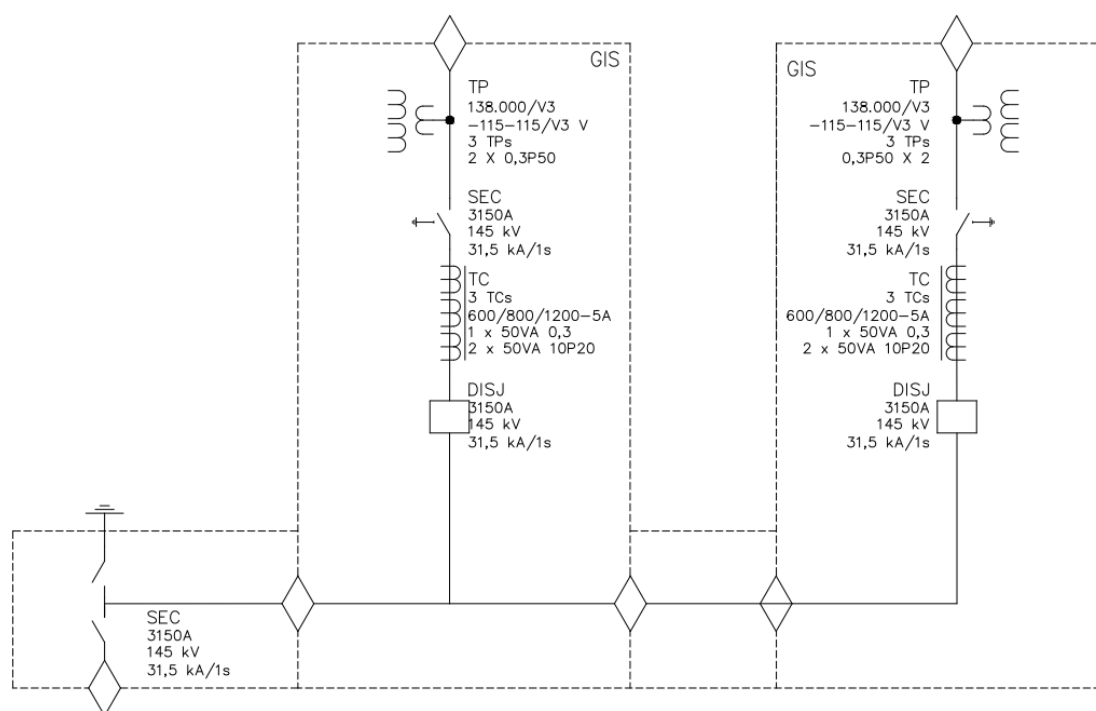 GIS
TP
138.000/V3
-115-115/V3 V
3 TPs
2 X 0,3P50
SEC
3150A
145 kV
31,5 kA/1s
TC
3 TCs
600/800/1200-5A
1 x 50VA 0,3
2 x 50VA 10P20
DISJ
3150A
145 kV
31,5 kA/1s
GIS
TP
138.000/V3
-115-115/V3 V
3 TPs
0,3P50 X 2
SEC
3150A
145 kV
31,5 kA/1s
TC
3 TCs
600/800/1200-5A
1 x 50VA 0,3
2 x 50VA 10P20
DISJ
3150A
145 kV
31,5 kA/1s
SEC
3150A
145 kV
31,5 kA/1s